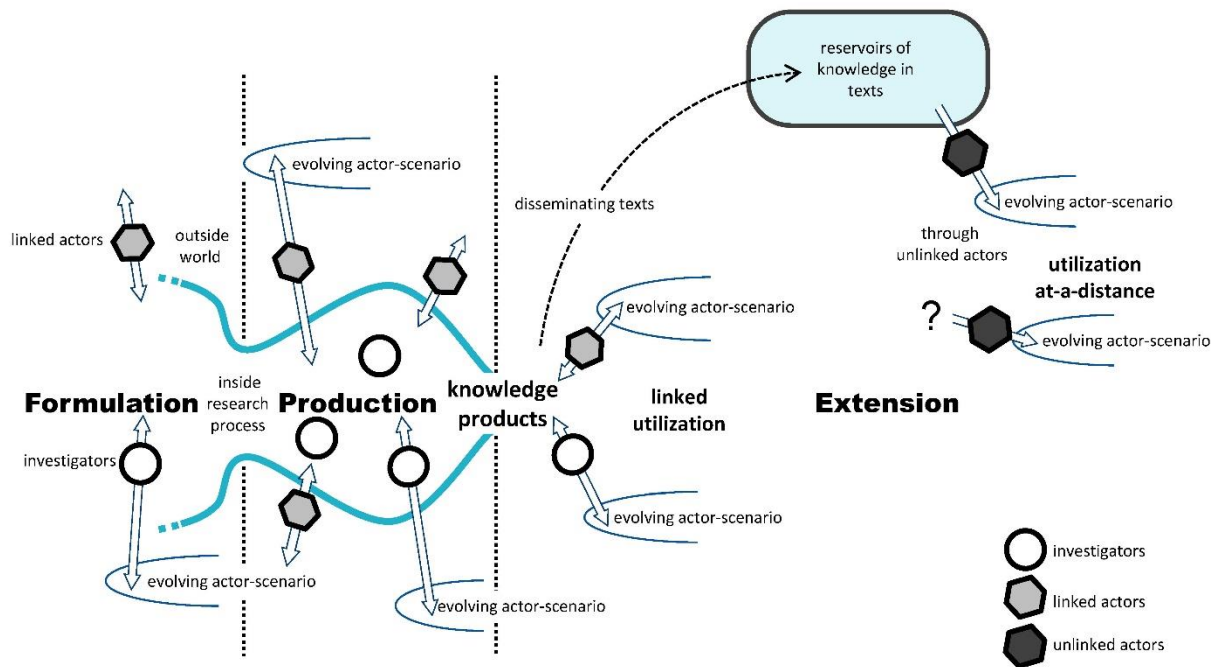 reservoirs of
knowledge in
texts
evolving actor-scenario
evolving actor-scenario
disseminating texts
linked actors
outside
world
through
unlinked actors
utilization
at-a-distance
evolving actor-scenario
?
evolving actor-scenario
Formulation
inside
research
process
Production
knowledge
products
linked
utilization
Extension
investigators
evolving actor-scenario
evolving actor-scenario
evolving actor-scenario
investigators
linked actors
unlinked actors